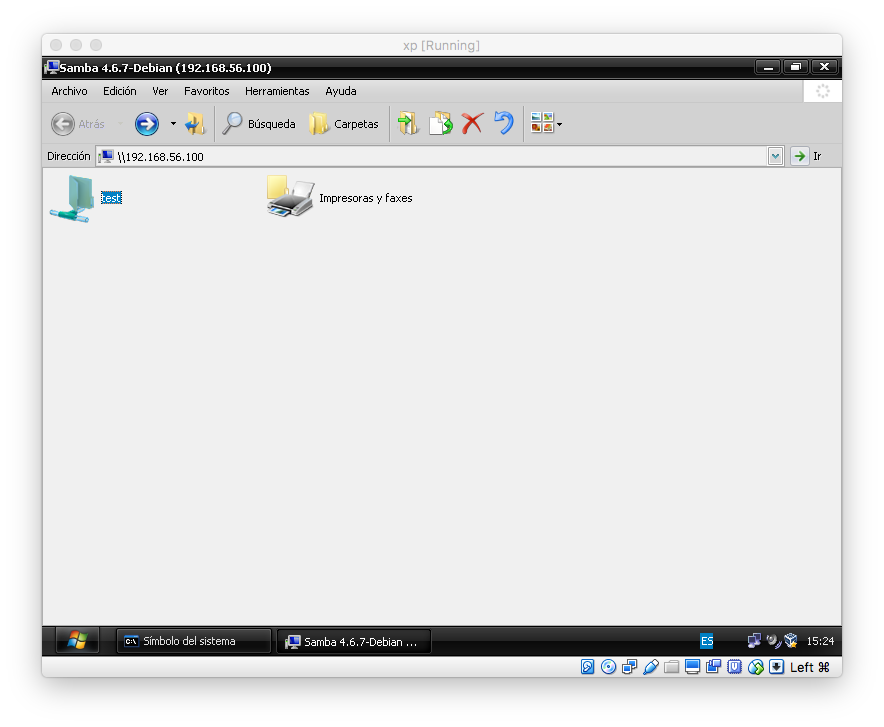 xp [Running]
Samba 4.6.7-Debian (192.168.56.100)
Archivo Edición Ver Favoritos Herramientas Ayuda
Atrás Búsqueda Carpetas
Dirección \\192.168.56.100 Ir
test Impresoras y faxes
C:\ Símbolo del sistema Samba 4.6.7-Debian ... ES 15:24
Left ⌘